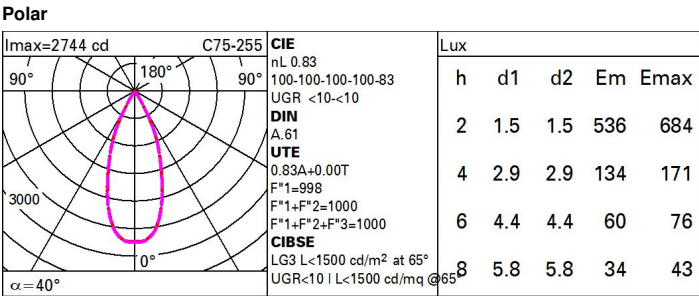 Polar
Imax=2744 cd C75-255
90° 180° 90°
3000
0°
α=40°
CIE
nL 0.83
100-100-100-100-83
UGR <10-<10
DIN
A.61
UTE
0.83A+0.00T
F"1=998
F"1+F"2=1000
F"1+F"2+F"3=1000
CIBSE
LG3 L<1500 cd/m² at 65°
UGR<10 | L<1500 cd/mq @65°
Lux
h d1 d2 Em Emax
2 1.5 1.5 536 684
4 2.9 2.9 134 171
6 4.4 4.4 60 76
8 5.8 5.8 34 43